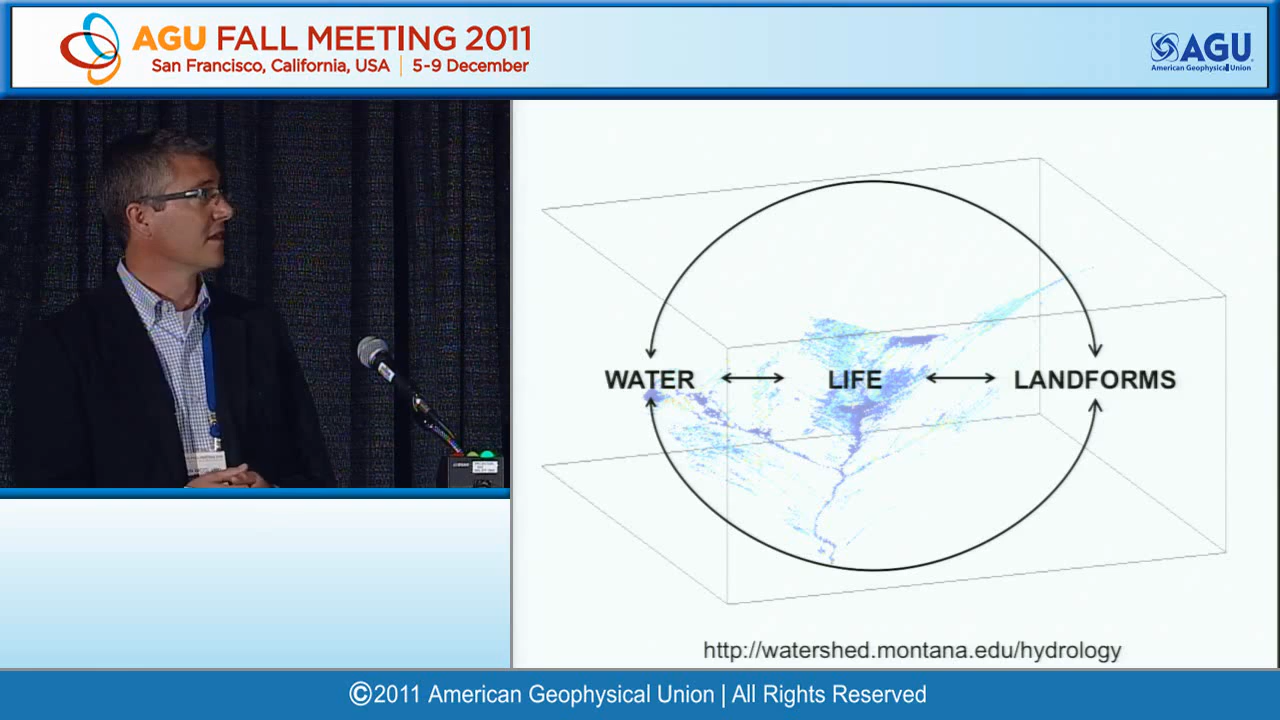 AGU FALL MEETING 2011
San Francisco, California, USA | 5-9 December
AGU
American Geophysical Union
WATER LIFE LANDFORMS
http://watershed.montana.edu/hydrology
©2011 American Geophysical Union | All Rights Reserved